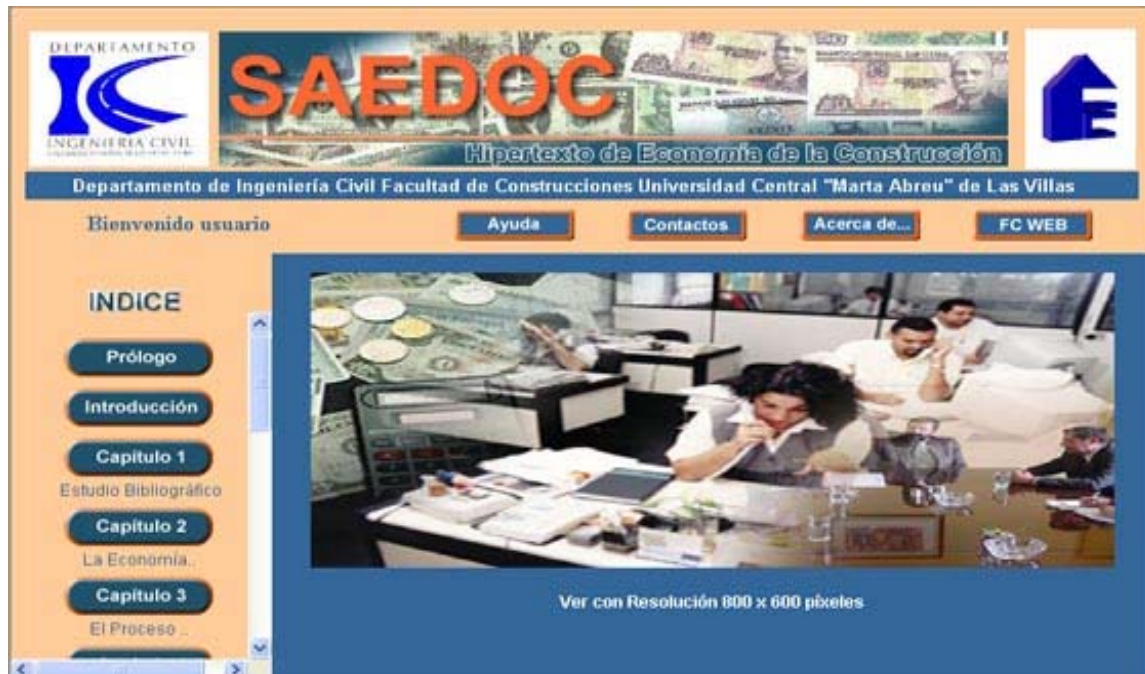 DEPARTAMENTO
INGENIERIA CIVIL
SAEDOC
Hipertexto de Economía de la Construcción
Departamento de Ingeniería Civil Facultad de Construcciones Universidad Central "Marta Abreu" de Las Villas
Bienvenido usuario
Ayuda
Contactos
Acerca de...
FC WEB
INDICE
Prólogo
Introducción
Capítulo 1
Estudio Bibliográfico
Capítulo 2
La Economía..
Capítulo 3
El Proceso ..
Ver con Resolución 800 x 600 píxeles